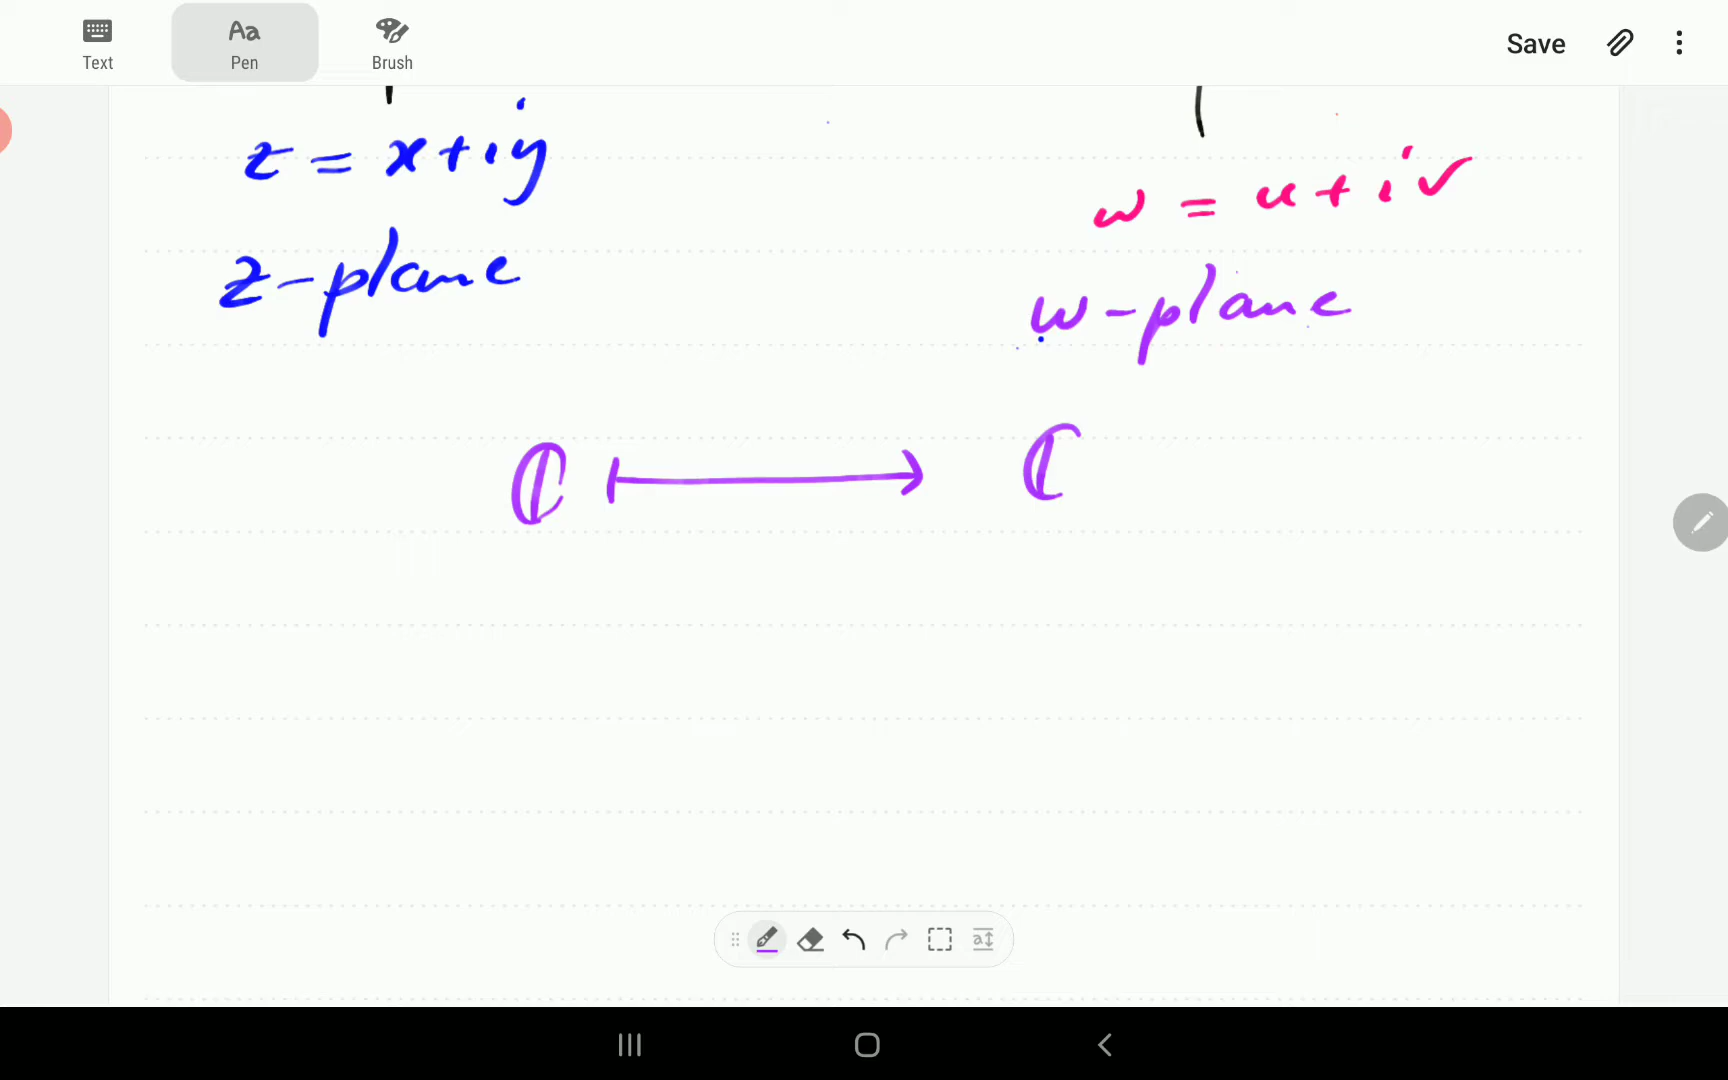 Text Pen Brush Save
z = x + iy
w = u + iv
z-plane
w-plane
ℂ ↦ ℂ